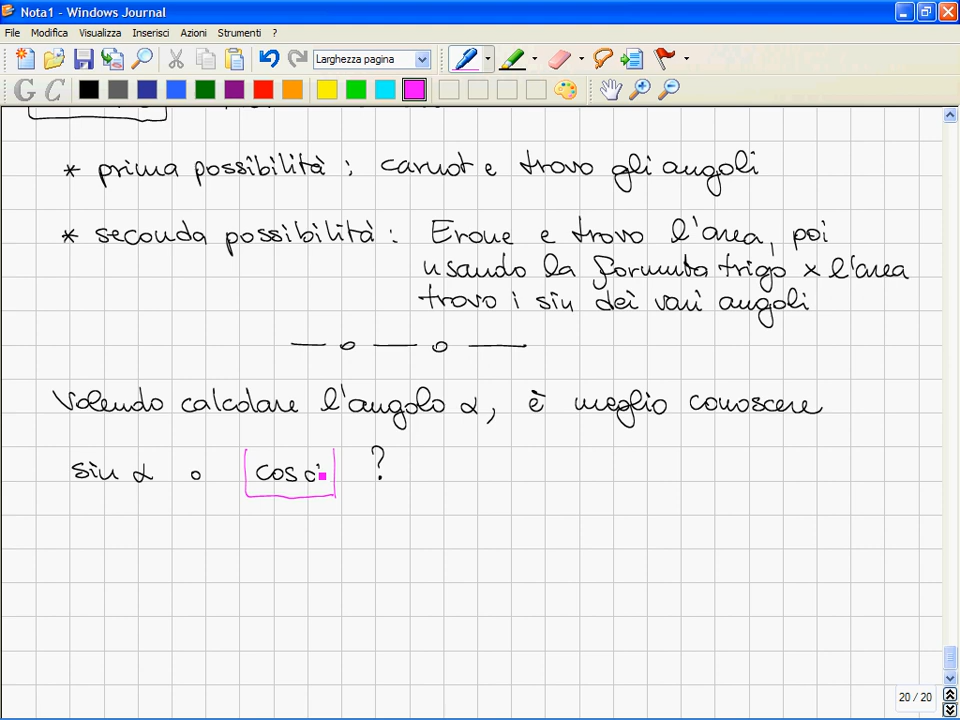 Nota1 - Windows Journal
File Modifica Visualizza Inserisci Azioni Strumenti ?
Larghezza pagina
G C
* prima possibilità : carnot e trovo gli angoli
* seconda possibilità : Erone e trovo l'area, poi
usando la formula trigo x l'area
trovo i sin dei vari angoli
Volendo calcolare l'angolo α, è meglio conoscere
sin α o cos α ?
20 / 20